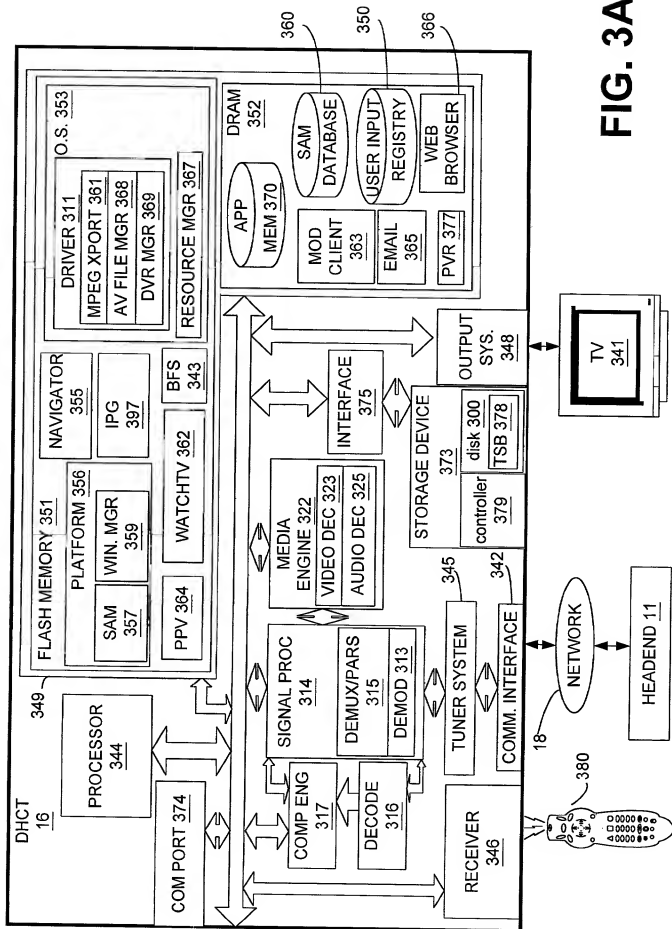 DHCT
16
PROCESSOR
344
COM PORT 374
349
FLASH MEMORY 351
PLATFORM 356
SAM
357
WIN. MGR
359
PPV 364
WATCHTV 362
NAVIGATOR
355
IPG
397
BFS
343
O.S. 353
DRIVER 311
MPEG XPORT 361
AV FILE MGR 368
DVR MGR 369
RESOURCE MGR 367
DRAM
352
APP
MEM 370
MOD
CLIENT
363
EMAIL
365
PVR 377
SAM
DATABASE
USER INPUT
REGISTRY
WEB
BROWSER
360
350
366
COMP ENG
317
DECODE
316
SIGNAL PROC
314
DEMUX/PARS
315
DEMOD 313
MEDIA
ENGINE 322
VIDEO DEC 323
AUDIO DEC 325
INTERFACE
375
STORAGE DEVICE
373
controller
379
disk 300
TSB 378
OUTPUT
SYS.
348
RECEIVER
346
TUNER SYSTEM
345
COMM. INTERFACE
342
380
18
NETWORK
HEADEND 11
TV
341
FIG. 3A